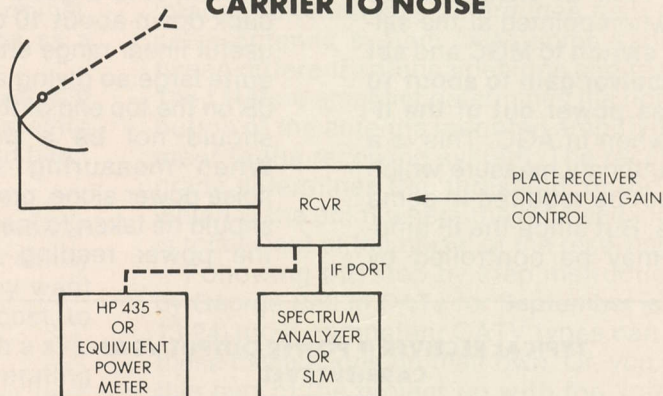 CARRIER TO NOISE
RCVR
PLACE RECEIVER
ON MANUAL GAIN
CONTROL
IF PORT
HP 435
OR
EQUIVILENT
POWER
METER
SPECTRUM
ANALYZER
OR
SLM